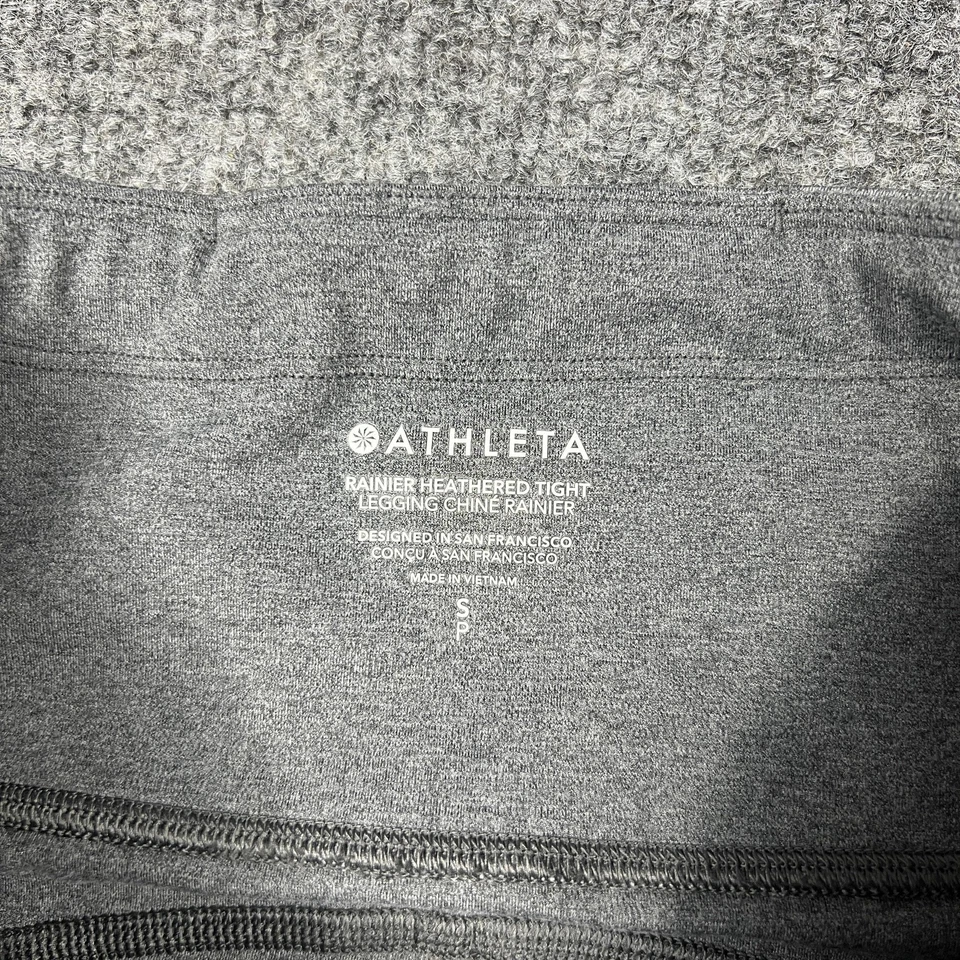 ATHLETA
RAINIER HEATHERED TIGHT
LEGGING CHINÉ RAINIER
DESIGNED IN SAN FRANCISCO
CONÇU À SAN FRANCISCO
MADE IN VIETNAM
S
P